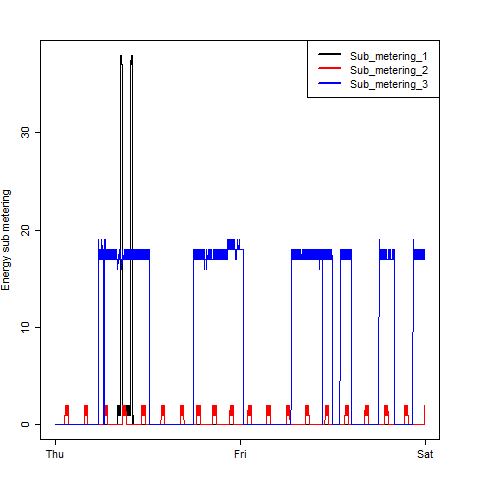 Sub_metering_1
Sub_metering_2
Sub_metering_3
Energy sub metering
30
20
10
0
Thu Fri Sat